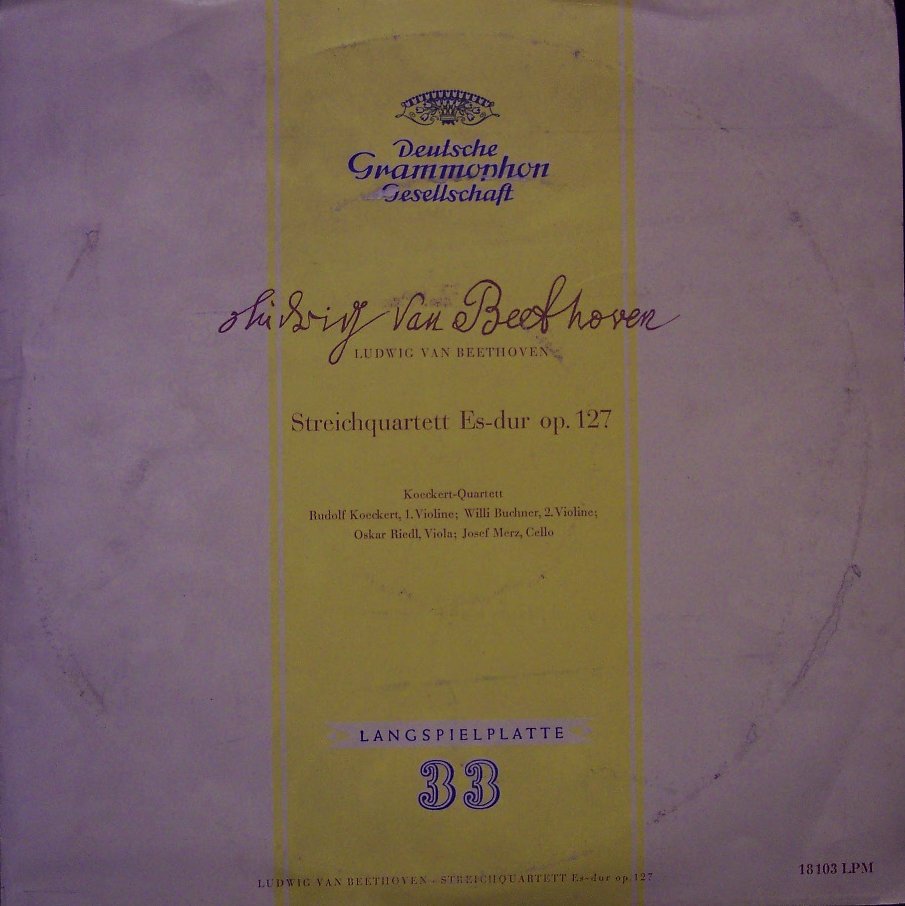 Deutsche
Grammophon
Gesellschaft
Ludwig van Beethoven
LUDWIG VAN BEETHOVEN
Streichquartett Es-dur op. 127
Koeckert-Quartett
Rudolf Koeckert, 1. Violine; Willi Buchner, 2. Violine;
Oskar Riedl, Viola; Josef Merz, Cello
LANGSPIELPLATTE
33
18103 LPM
LUDWIG VAN BEETHOVEN · STREICHQUARTETT Es-dur op. 127